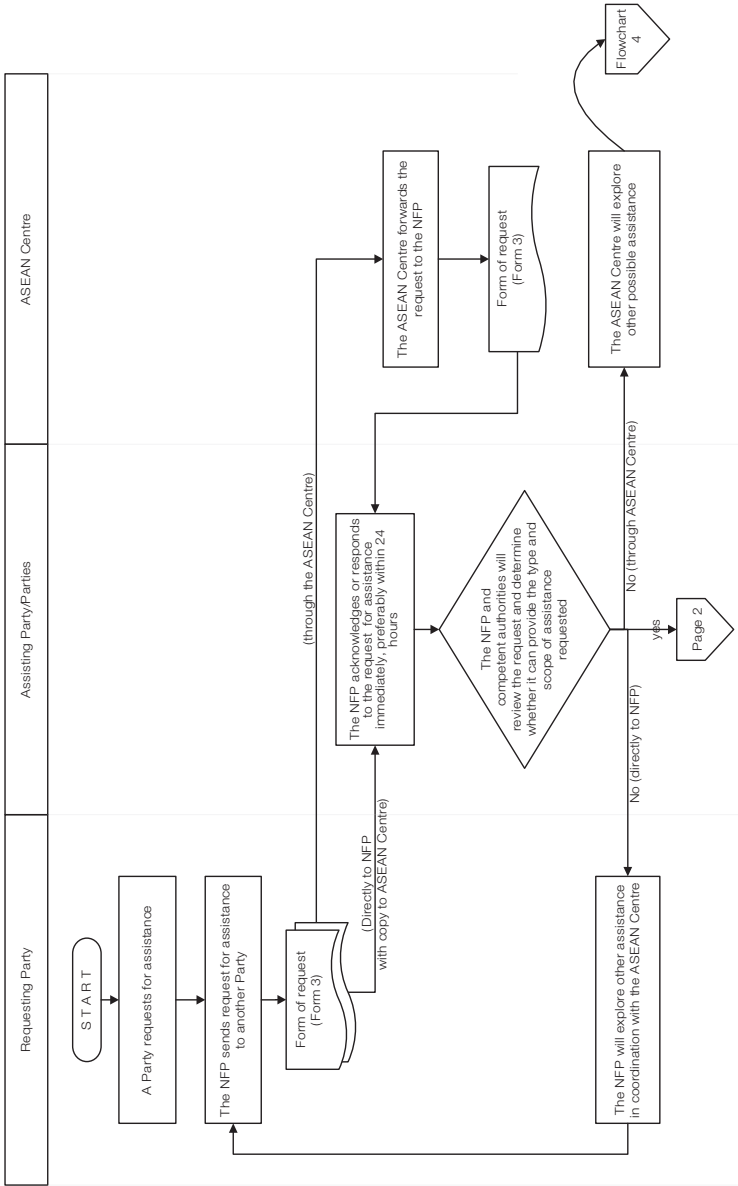 Requesting Party
Assisting Party/Parties
ASEAN Centre
START
A Party requests for assistance
The NFP sends request for assistance
to another Party
Form of request
(Form 3)
(through the ASEAN Centre)
(Directly to NFP
with copy to ASEAN Centre)
The ASEAN Centre forwards the
request to the NFP
Form of request
(Form 3)
The NFP acknowledges or responds
to the request for assistance
immediately, preferably within 24
hours
The NFP and
competent authorities will
review the request and determine
whether it can provide the type and
scope of assistance
requested
No (directly to NFP)
yes
No (through ASEAN Centre)
The NFP will explore other assistance
in coordination with the ASEAN Centre
Page 2
The ASEAN Centre will explore
other possible assistance
Flowchart
4